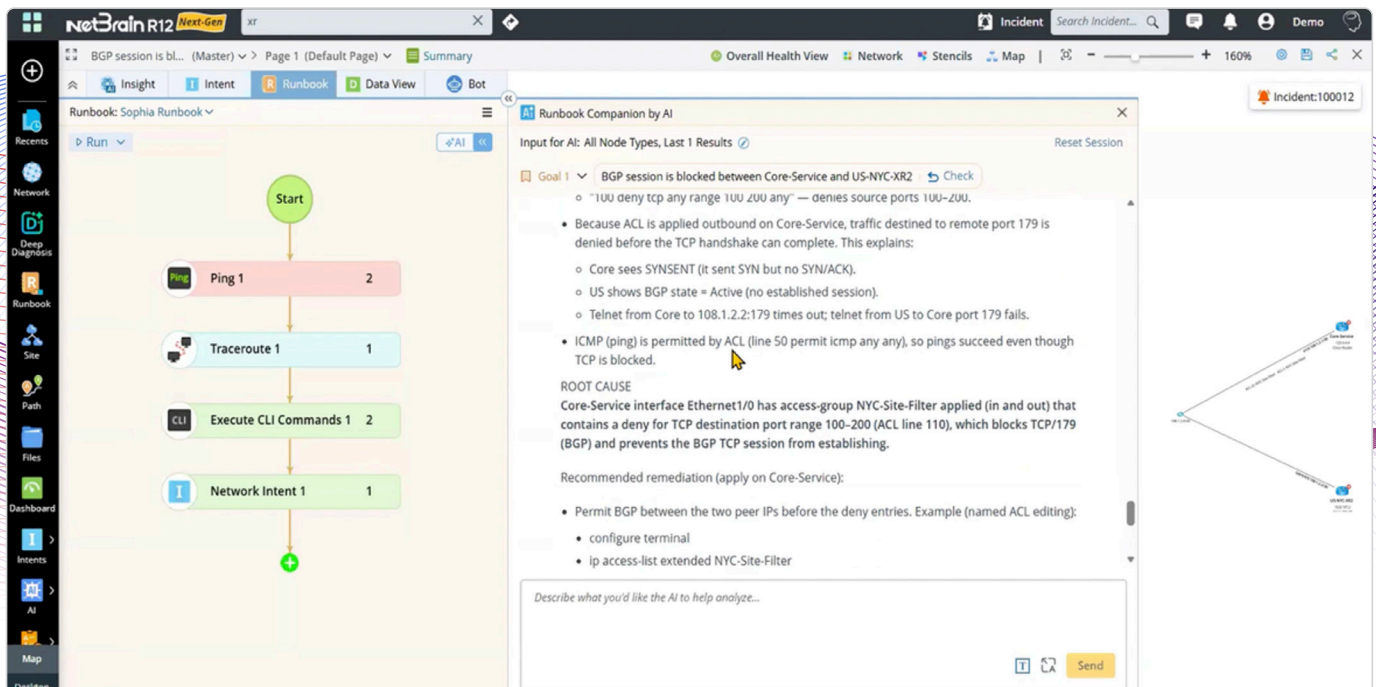 NetBrain R12 Next-Gen xr Incident Search Incident... Demo
BGP session is bl... (Master) > Page 1 (Default Page) Summary Overall Health View Network Stencils Map | 160%
Insight Intent Runbook Data View Bot
Incident:100012
Runbook: Sophia Runbook
Run AI
Recents
Network
Deep
Diagnosis
Runbook
Site
Path
Files
Dashboard
Intents
AI
Map
Start
Ping Ping 1 2
Traceroute 1 1
CLI Execute CLI Commands 1 2
I Network Intent 1 1
Runbook Companion by AI
Input for AI: All Node Types, Last 1 Results Reset Session
Goal 1 BGP session is blocked between Core-Service and US-NYC-XR2 Check
"100 deny tcp any range 100 200 any" — denies source ports 100–200.
• Because ACL is applied outbound on Core-Service, traffic destined to remote port 179 is
denied before the TCP handshake can complete. This explains:
Core sees SYNSENT (it sent SYN but no SYN/ACK).
US shows BGP state = Active (no established session).
Telnet from Core to 108.1.2.2:179 times out; telnet from US to Core port 179 fails.
• ICMP (ping) is permitted by ACL (line 50 permit icmp any any), so pings succeed even though
TCP is blocked.
ROOT CAUSE
Core-Service interface Ethernet1/0 has access-group NYC-Site-Filter applied (in and out) that
contains a deny for TCP destination port range 100–200 (ACL line 110), which blocks TCP/179
(BGP) and prevents the BGP TCP session from establishing.
Recommended remediation (apply on Core-Service):
• Permit BGP between the two peer IPs before the deny entries. Example (named ACL editing):
• configure terminal
• ip access-list extended NYC-Site-Filter
Describe what you'd like the AI to help analyze...
Send
Core-Service
US-NYC-XR2